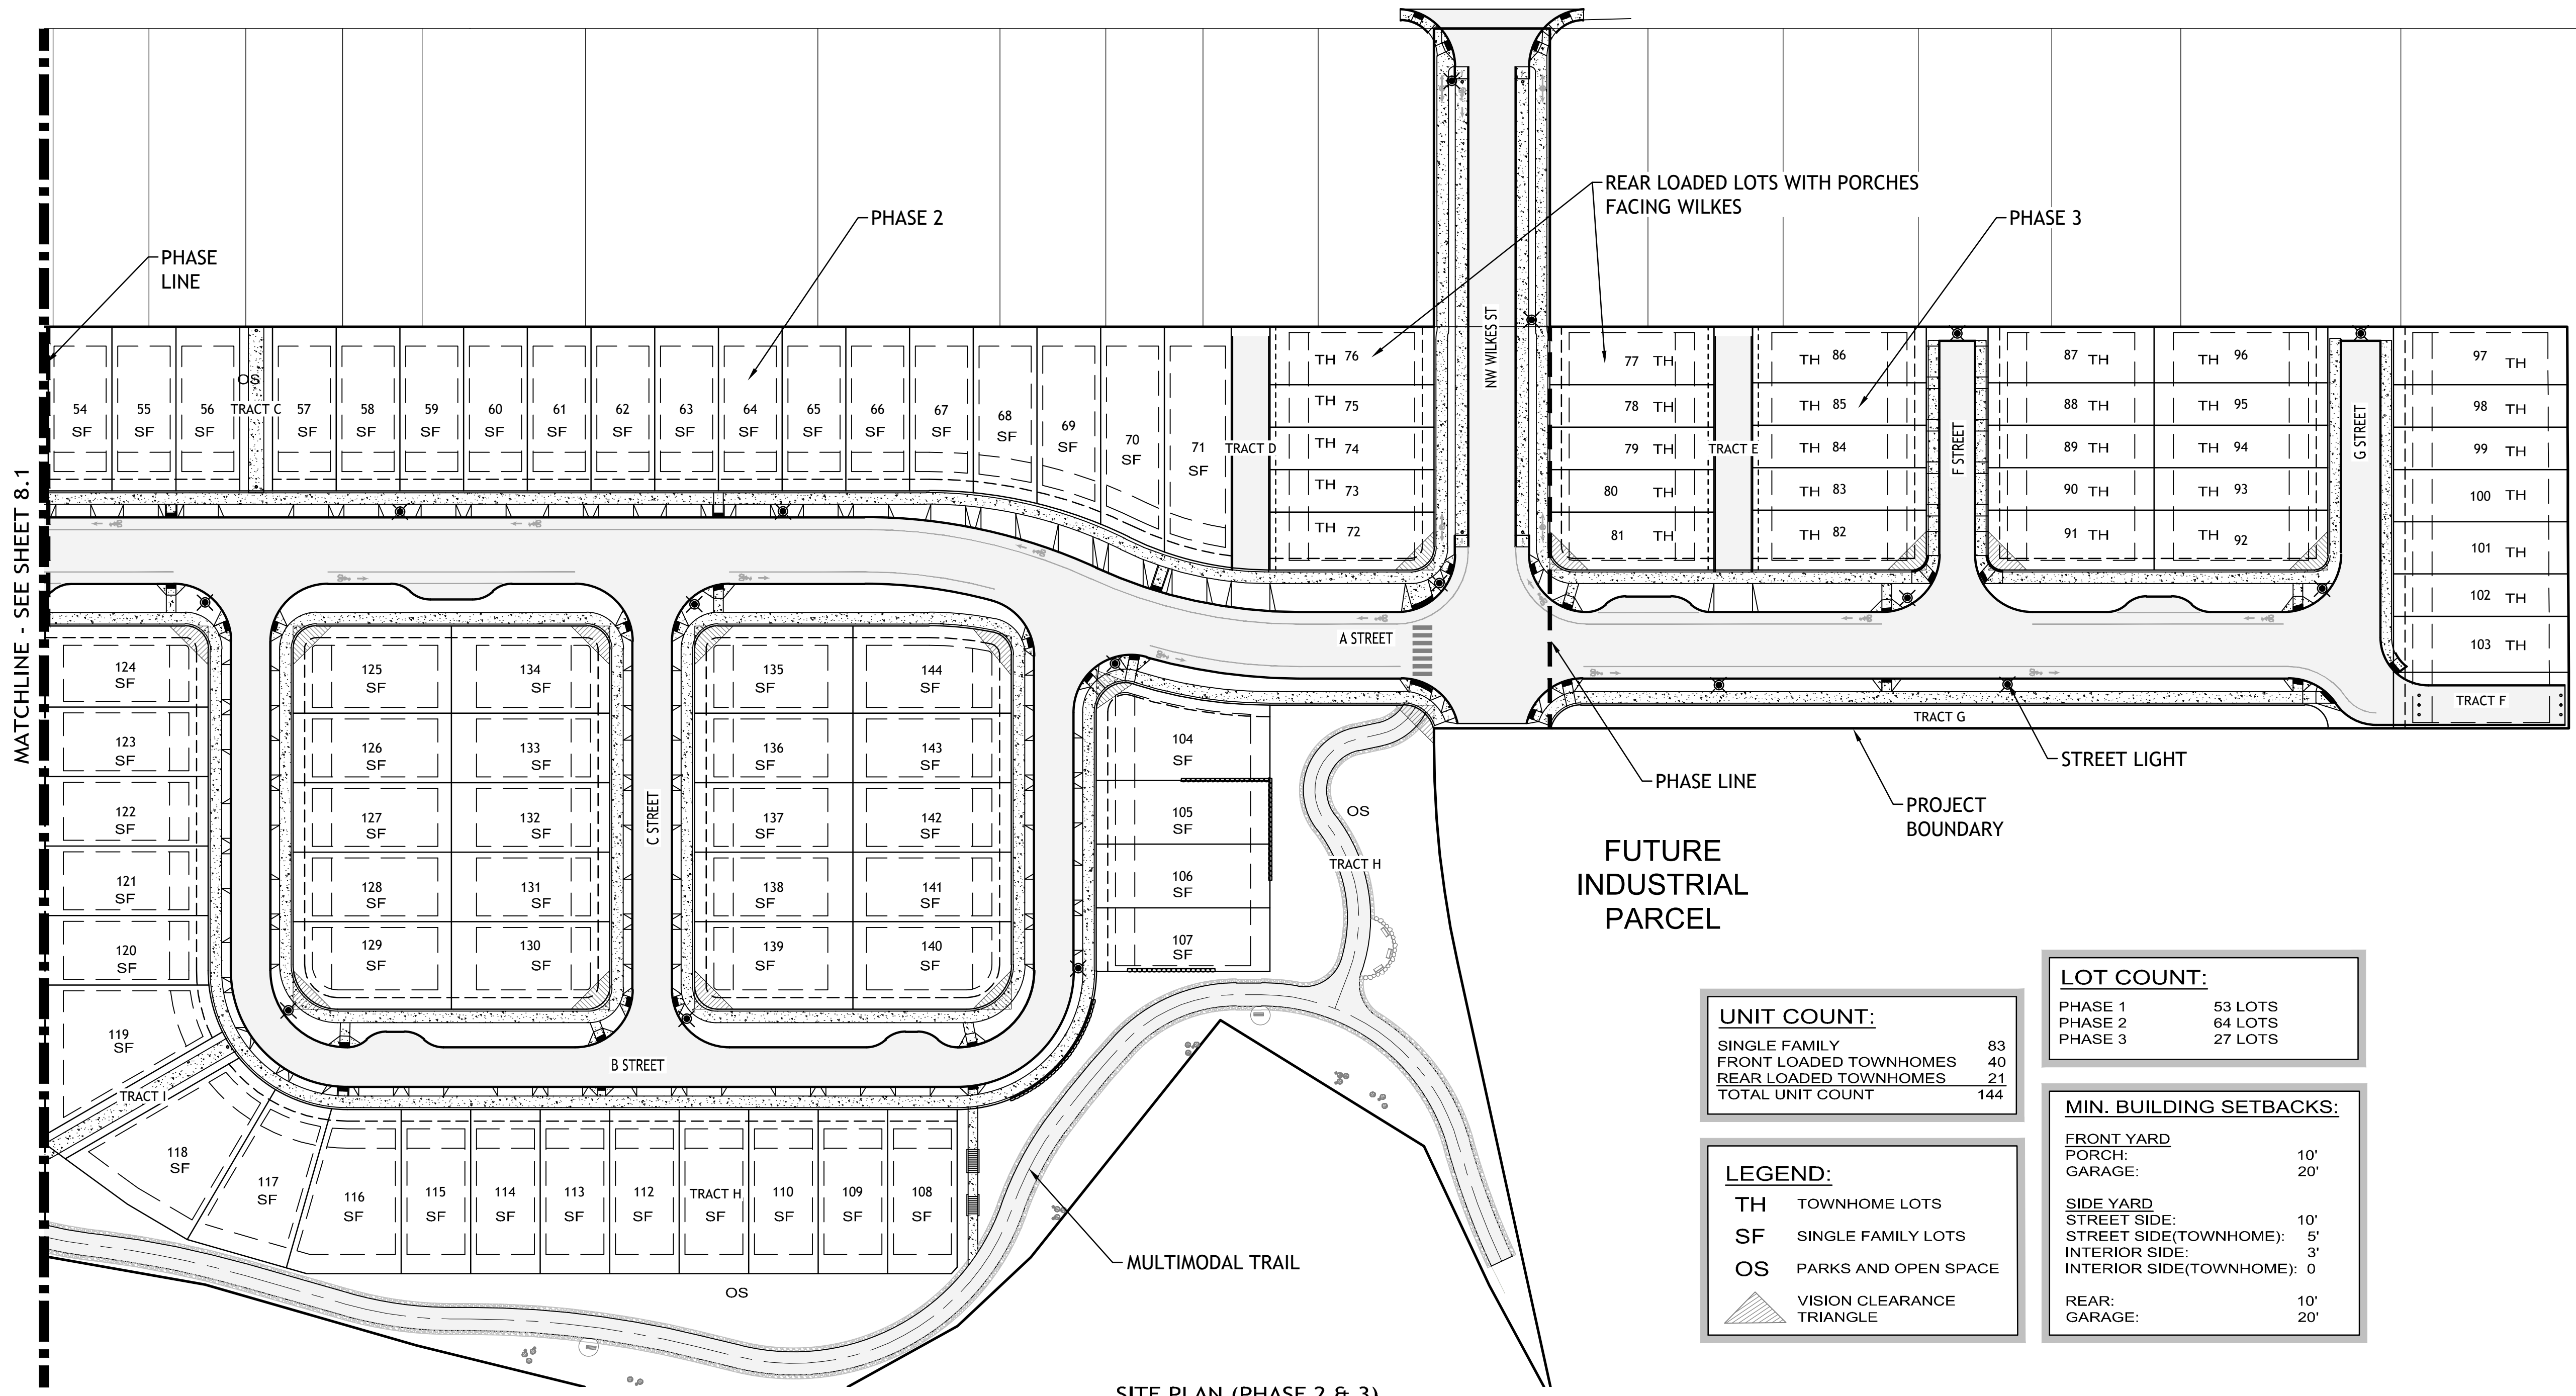 MATCHLINE - SEE SHEET 8.1
PHASE
LINE
PHASE 2
REAR LOADED LOTS WITH PORCHES
FACING WILKES
PHASE 3
NW WILKES ST
54
SF
55
SF
56
SF
OS
TRACT C
57
SF
58
SF
59
SF
60
SF
61
SF
62
SF
63
SF
64
SF
65
SF
66
SF
67
SF
68
SF
69
SF
70
SF
71
SF
TRACT D
TH 76
TH 75
TH 74
TH 73
TH 72
77 TH
78 TH
79 TH
80 TH
81 TH
TRACT E
TH 86
TH 85
TH 84
TH 83
TH 82
F STREET
87 TH
88 TH
89 TH
90 TH
91 TH
TH 96
TH 95
TH 94
TH 93
TH 92
G STREET
97 TH
98 TH
99 TH
100 TH
101 TH
102 TH
103 TH
TRACT F
TRACT G
A STREET
124
SF
123
SF
122
SF
121
SF
120
SF
119
SF
125
SF
126
SF
127
SF
128
SF
129
SF
134
SF
133
SF
132
SF
131
SF
130
SF
C STREET
135
SF
136
SF
137
SF
138
SF
139
SF
144
SF
143
SF
142
SF
141
SF
140
SF
104
SF
105
SF
106
SF
107
SF
OS
TRACT H
PHASE LINE
STREET LIGHT
PROJECT
BOUNDARY
FUTURE
INDUSTRIAL
PARCEL
B STREET
TRACT I
118
SF
117
SF
116
SF
115
SF
114
SF
113
SF
112
SF
TRACT H
SF
110
SF
109
SF
108
SF
MULTIMODAL TRAIL
OS
UNIT COUNT:
SINGLE FAMILY 83
FRONT LOADED TOWNHOMES 40
REAR LOADED TOWNHOMES 21
TOTAL UNIT COUNT 144
LOT COUNT:
PHASE 1 53 LOTS
PHASE 2 64 LOTS
PHASE 3 27 LOTS
LEGEND:
TH TOWNHOME LOTS
SF SINGLE FAMILY LOTS
OS PARKS AND OPEN SPACE
VISION CLEARANCE
TRIANGLE
MIN. BUILDING SETBACKS:
FRONT YARD
PORCH: 10'
GARAGE: 20'
SIDE YARD
STREET SIDE: 10'
STREET SIDE(TOWNHOME): 5'
INTERIOR SIDE: 3'
INTERIOR SIDE(TOWNHOME): 0
REAR: 10'
GARAGE: 20'
SITE PLAN (PHASE 2 & 3)